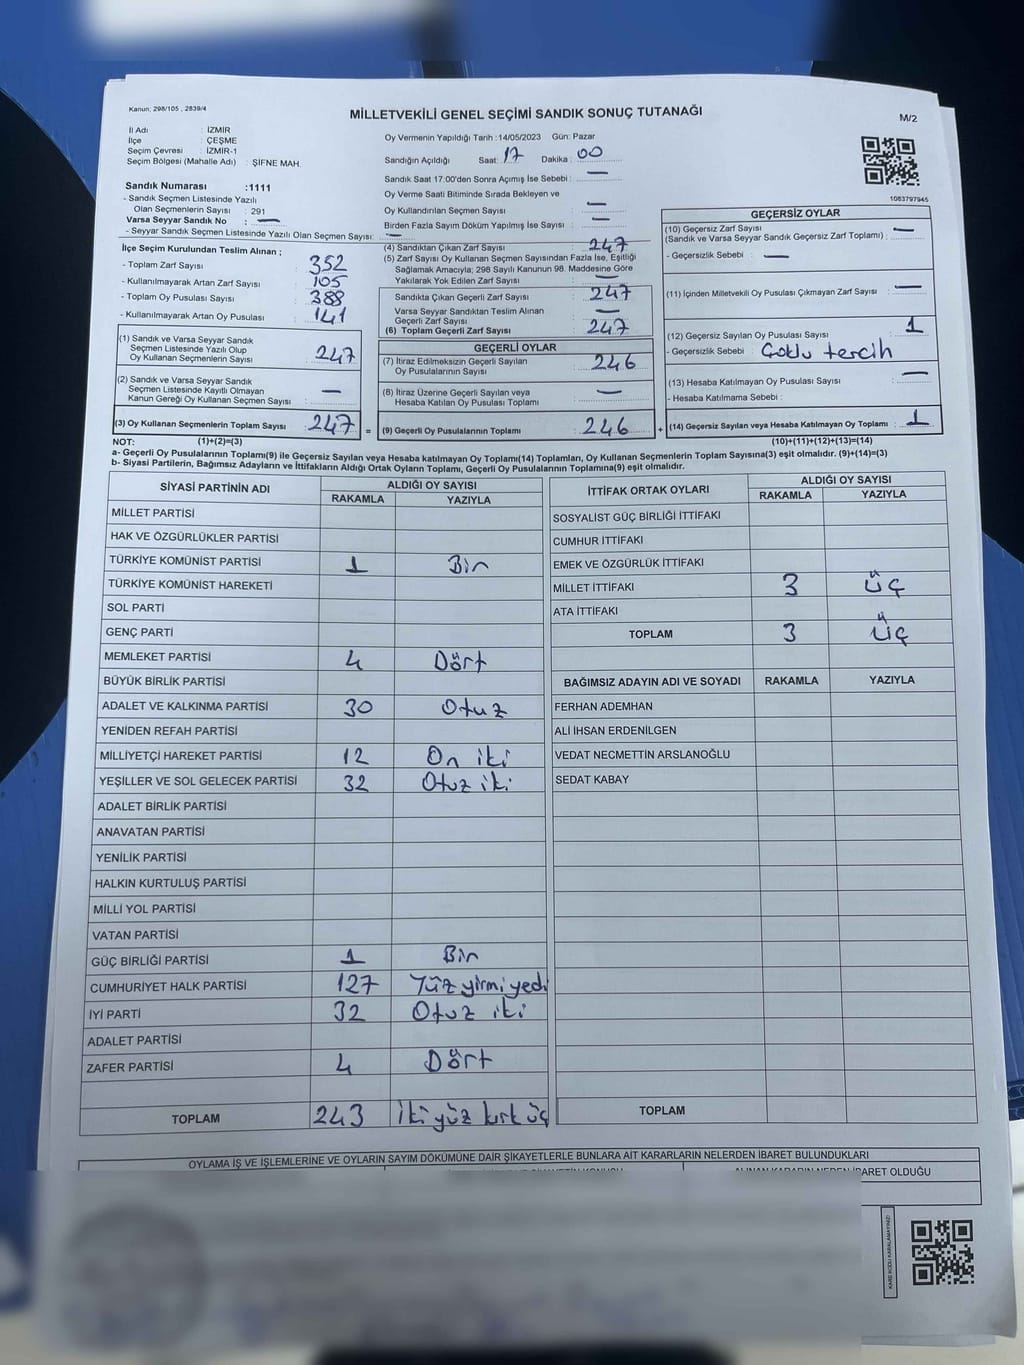 Kanun; 298/105 , 2839/4
MİLLETVEKİLİ GENEL SEÇİMİ SANDIK SONUÇ TUTANAĞI
M/2
İl Adı : İZMİR
İlçe : ÇEŞME
Seçim Çevresi : İZMİR-1
Seçim Bölgesi (Mahalle Adı) : ŞİFNE MAH.
Sandık Numarası :1111
- Sandık Seçmen Listesinde Yazılı
Olan Seçmenlerin Sayısı : 291
Varsa Seyyar Sandık No : —
- Seyyar Sandık Seçmen Listesinde Yazılı Olan Seçmen Sayısı: —
Oy Vermenin Yapıldığı Tarih :14/05/2023 Gün: Pazar
Sandığın Açıldığı Saat: 17 Dakika : 00
Sandık Saat 17:00'den Sonra Açımış İse Sebebi : —
Oy Verme Saati Bitiminde Sırada Bekleyen ve
Oy Kullandırılan Seçmen Sayısı : —
Birden Fazla Sayım Döküm Yapılmış İse Sayısı : —
1083797945
İlçe Seçim Kurulundan Teslim Alınan ;
- Toplam Zarf Sayısı : 352
- Kullanılmayarak Artan Zarf Sayısı : 105
- Toplam Oy Pusulası Sayısı : 388
- Kullanılmayarak Artan Oy Pusulası : 141
(1) Sandık ve Varsa Seyyar Sandık
Seçmen Listesinde Yazılı Olup
Oy Kullanan Seçmenlerin Sayısı : 247
(2) Sandık ve Varsa Seyyar Sandık
Seçmen Listesinde Kayıtlı Olmayan
Kanun Gereği Oy Kullanan Seçmen Sayısı : —
(3) Oy Kullanan Seçmenlerin Toplam Sayısı : 247
(4) Sandıktan Çıkan Zarf Sayısı : 247
(5) Zarf Sayısı Oy Kullanan Seçmen Sayısından Fazla İse, Eşitliği
Sağlamak Amacıyla; 298 Sayılı Kanunun 98. Maddesine Göre
Yakılarak Yok Edilen Zarf Sayısı : —
Sandıkta Çıkan Geçerli Zarf Sayısı : 247
Varsa Seyyar Sandıktan Teslim Alınan
Geçerli Zarf Sayısı : —
(6) Toplam Geçerli Zarf Sayısı : 247
GEÇERLİ OYLAR
(7) İtiraz Edilmeksizin Geçerli Sayılan
Oy Pusulalarının Sayısı : 246
(8) İtiraz Üzerine Geçerli Sayılan veya
Hesaba Katılan Oy Pusulası Toplamı : —
= (9) Geçerli Oy Pusulalarının Toplamı : 246
GEÇERSİZ OYLAR
(10) Geçersiz Zarf Sayısı : —
(Sandık ve Varsa Seyyar Sandık Geçersiz Zarf Toplamı)
- Geçersizlik Sebebi : —
(11) İçinden Milletvekili Oy Pusulası Çıkmayan Zarf Sayısı : —
(12) Geçersiz Sayılan Oy Pusulası Sayısı : 1
- Geçersizlik Sebebi : Çoklu tercih
(13) Hesaba Katılmayan Oy Pusulası Sayısı : —
- Hesaba Katılmama Sebebi :
+ (14) Geçersiz Sayılan veya Hesaba Katılmayan Oy Toplamı : 1
NOT: (1)+(2)=(3) (10)+(11)+(12)+(13)=(14)
a- Geçerli Oy Pusulalarının Toplamı(9) ile Geçersiz Sayılan veya Hesaba katılmayan Oy Toplamı(14) Toplamları, Oy Kullanan Seçmenlerin Toplam Sayısına(3) eşit olmalıdır. (9)+(14)=(3)
b- Siyasi Partilerin, Bağımsız Adayların ve İttifakların Aldığı Ortak Oyların Toplamı, Geçerli Oy Pusulalarının Toplamına(9) eşit olmalıdır.
SİYASİ PARTİNİN ADI ALDIĞI OY SAYISI
RAKAMLA YAZIYLA
MİLLET PARTİSİ
HAK VE ÖZGÜRLÜKLER PARTİSİ
TÜRKİYE KOMÜNİST PARTİSİ 1 Bir
TÜRKİYE KOMÜNİST HAREKETİ
SOL PARTİ
GENÇ PARTİ
MEMLEKET PARTİSİ 4 Dört
BÜYÜK BİRLİK PARTİSİ
ADALET VE KALKINMA PARTİSİ 30 Otuz
YENİDEN REFAH PARTİSİ
MİLLİYETÇİ HAREKET PARTİSİ 12 On iki
YEŞİLLER VE SOL GELECEK PARTİSİ 32 Otuz iki
ADALET BİRLİK PARTİSİ
ANAVATAN PARTİSİ
YENİLİK PARTİSİ
HALKIN KURTULUŞ PARTİSİ
MİLLİ YOL PARTİSİ
VATAN PARTİSİ
GÜÇ BİRLİĞİ PARTİSİ 1 Bir
CUMHURİYET HALK PARTİSİ 127 Yüz yirmi yedi
İYİ PARTİ 32 Otuz iki
ADALET PARTİSİ
ZAFER PARTİSİ 4 Dört
TOPLAM 243 İki yüz kırk üç
İTTİFAK ORTAK OYLARI ALDIĞI OY SAYISI
RAKAMLA YAZIYLA
SOSYALIST GÜÇ BİRLİĞİ İTTİFAKI
CUMHUR İTTİFAKI
EMEK VE ÖZGÜRLÜK İTTİFAKI
MİLLET İTTİFAKI 3 üç
ATA İTTİFAKI
TOPLAM 3 üç
BAĞIMSIZ ADAYIN ADI VE SOYADI RAKAMLA YAZIYLA
FERHAN ADEMHAN
ALİ İHSAN ERDENİLGEN
VEDAT NECMETTİN ARSLANOĞLU
SEDAT KABAY
TOPLAM
OYLAMA İŞ VE İŞLEMLERİNE VE OYLARIN SAYIM DÖKÜMÜNE DAİR ŞİKAYETLERLE BUNLARA AİT KARARLARIN NELERDEN İBARET BULUNDUKLARI
ALINAN KARARIN NEDEN İBARET OLDUĞU
KARE KODU KARALAMAYINIZ!